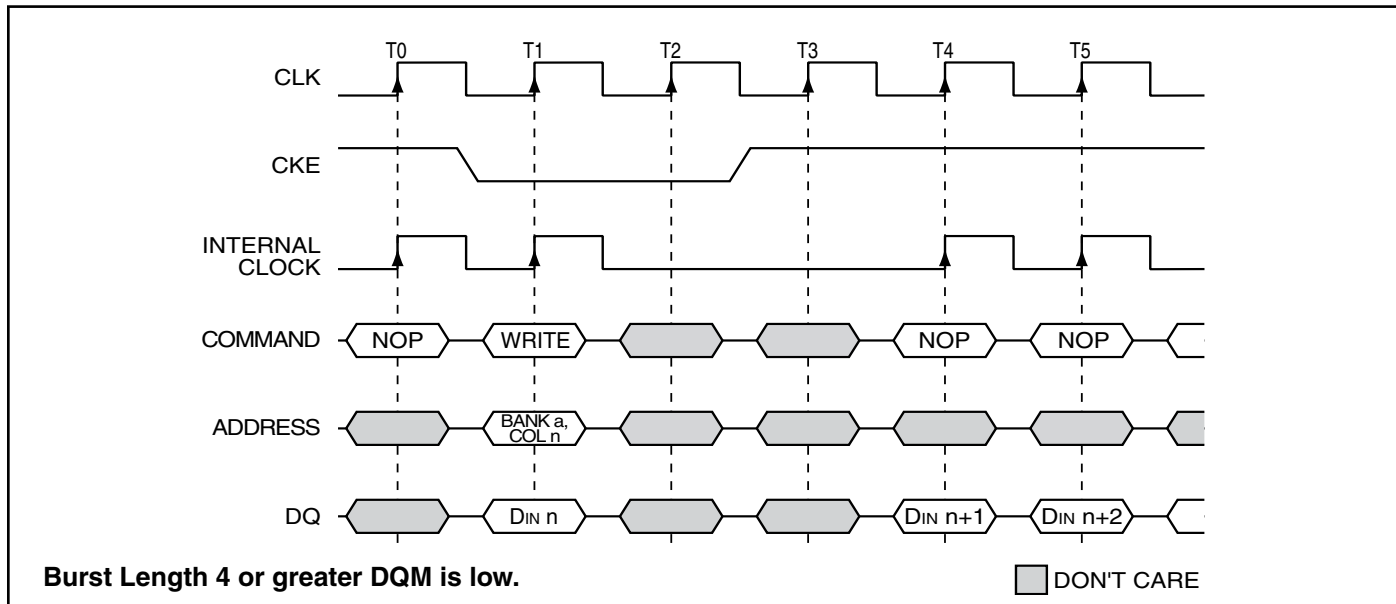 T0 T1 T2 T3 T4 T5
CLK
CKE
INTERNAL
CLOCK
COMMAND NOP WRITE NOP NOP
ADDRESS BANK a,
COL n
DQ DIN n DIN n+1 DIN n+2
Burst Length 4 or greater DQM is low.
DON'T CARE